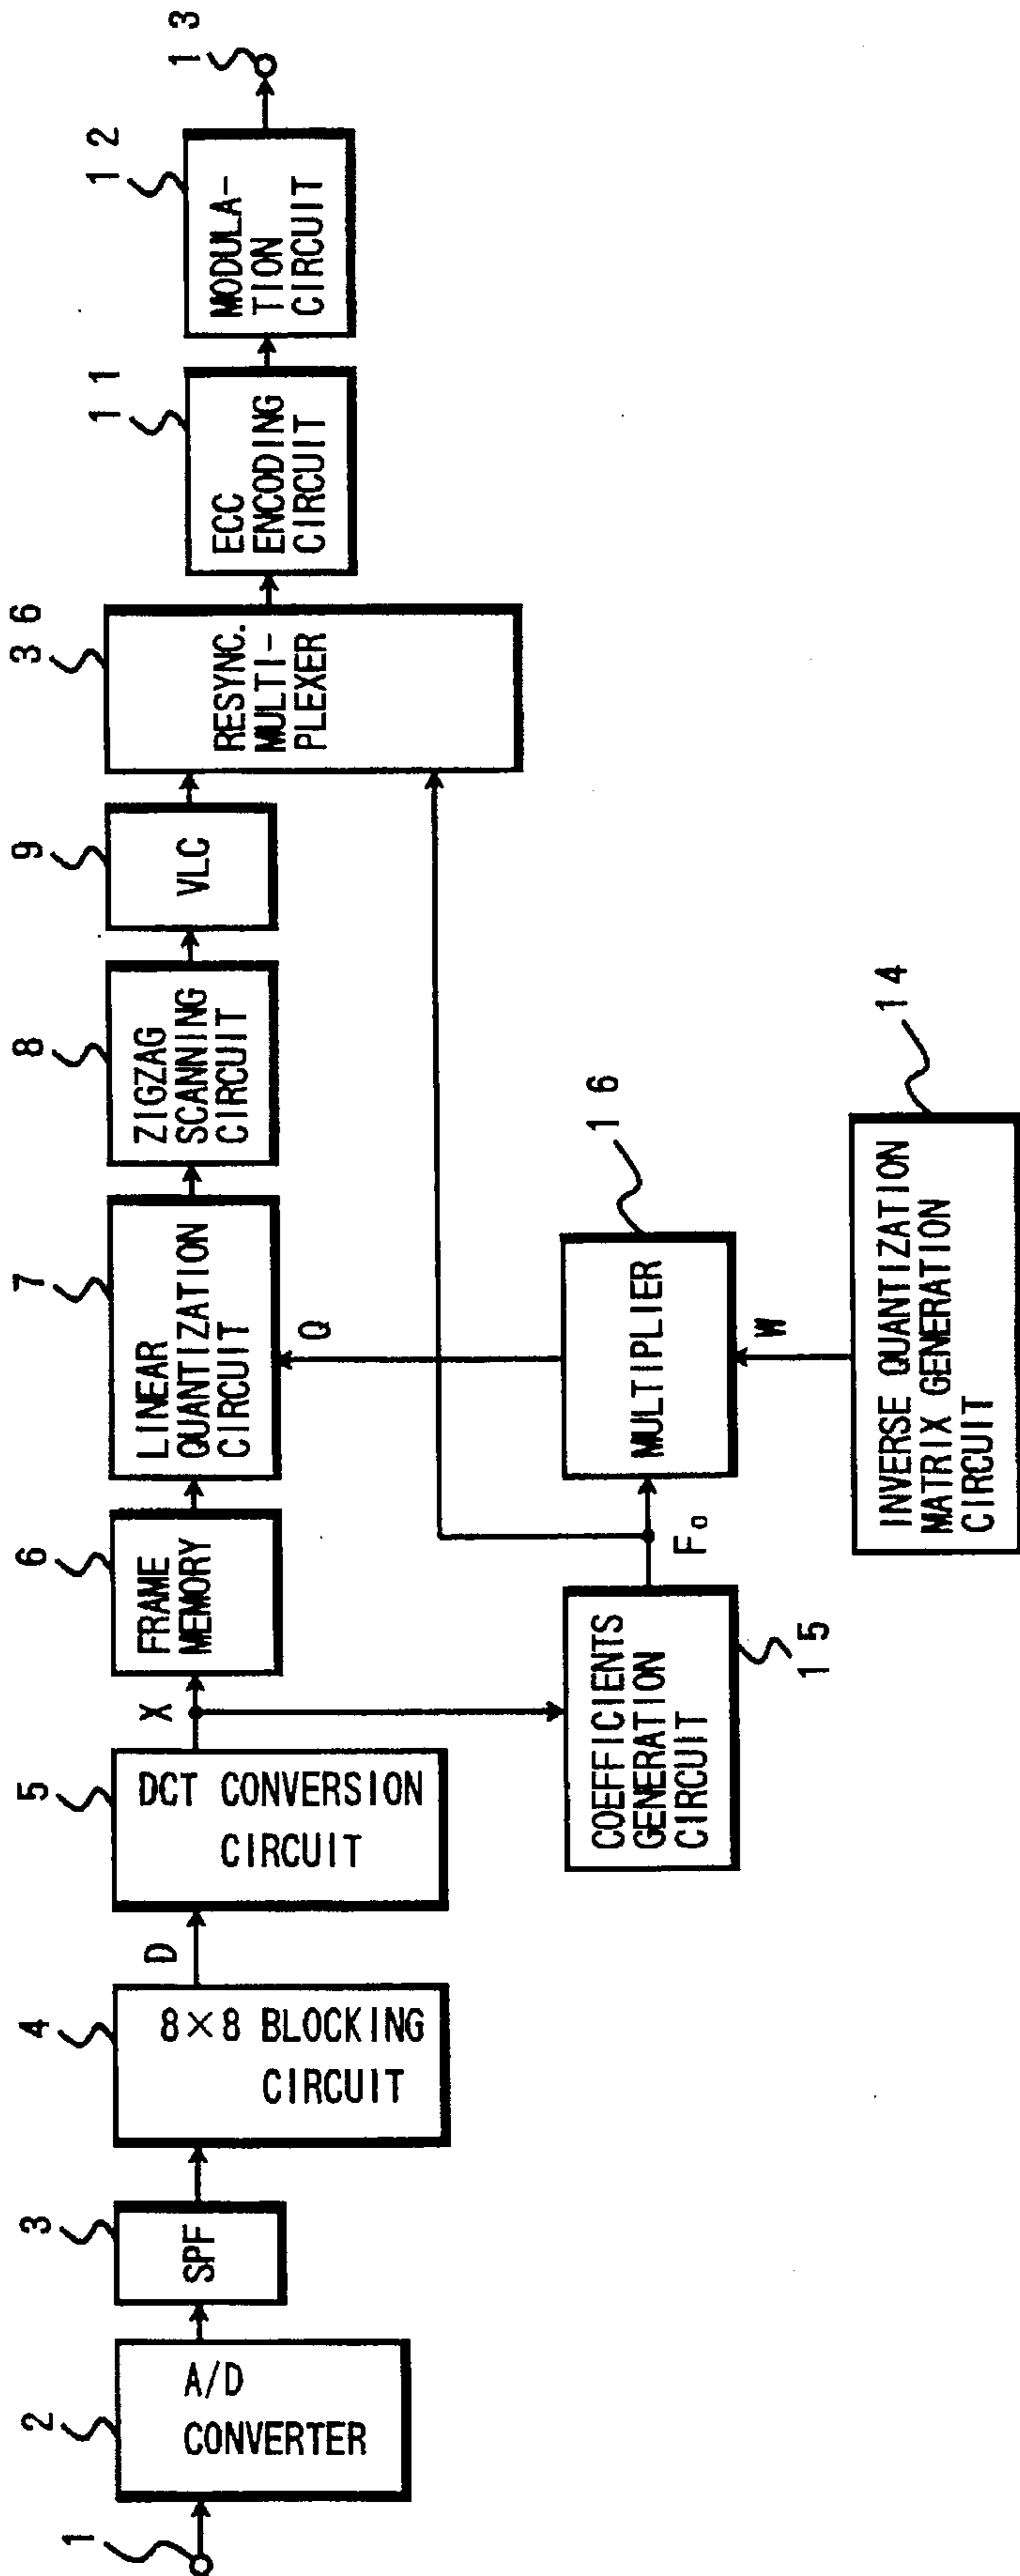 1
2
A/D
CONVERTER
3
SPF
4
8×8 BLOCKING
CIRCUIT
D
5
DCT CONVERSION
CIRCUIT
X
6
FRAME
MEMORY
7
LINEAR
QUANTIZATION
CIRCUIT
8
ZIGZAG
SCANNING
CIRCUIT
9
VLC
36
RESYNC.
MULTI-
PLEXER
11
ECC
ENCODING
CIRCUIT
12
MODULA-
TION
CIRCUIT
13
Q
COEFFICIENTS
GENERATION
CIRCUIT
15
F₀
MULTIPLIER
16
W
INVERSE QUANTIZATION
MATRIX GENERATION
CIRCUIT
14